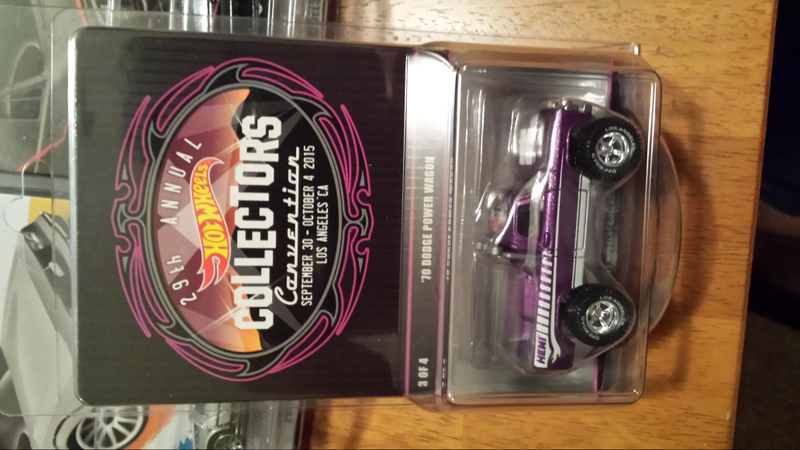 29th ANNUAL
HOT WHEELS
COLLECTORS
Convention
SEPTEMBER 30 - OCTOBER 4 2015
LOS ANGELES CA
'70 DODGE POWER WAGON
3 OF 4
HEMI